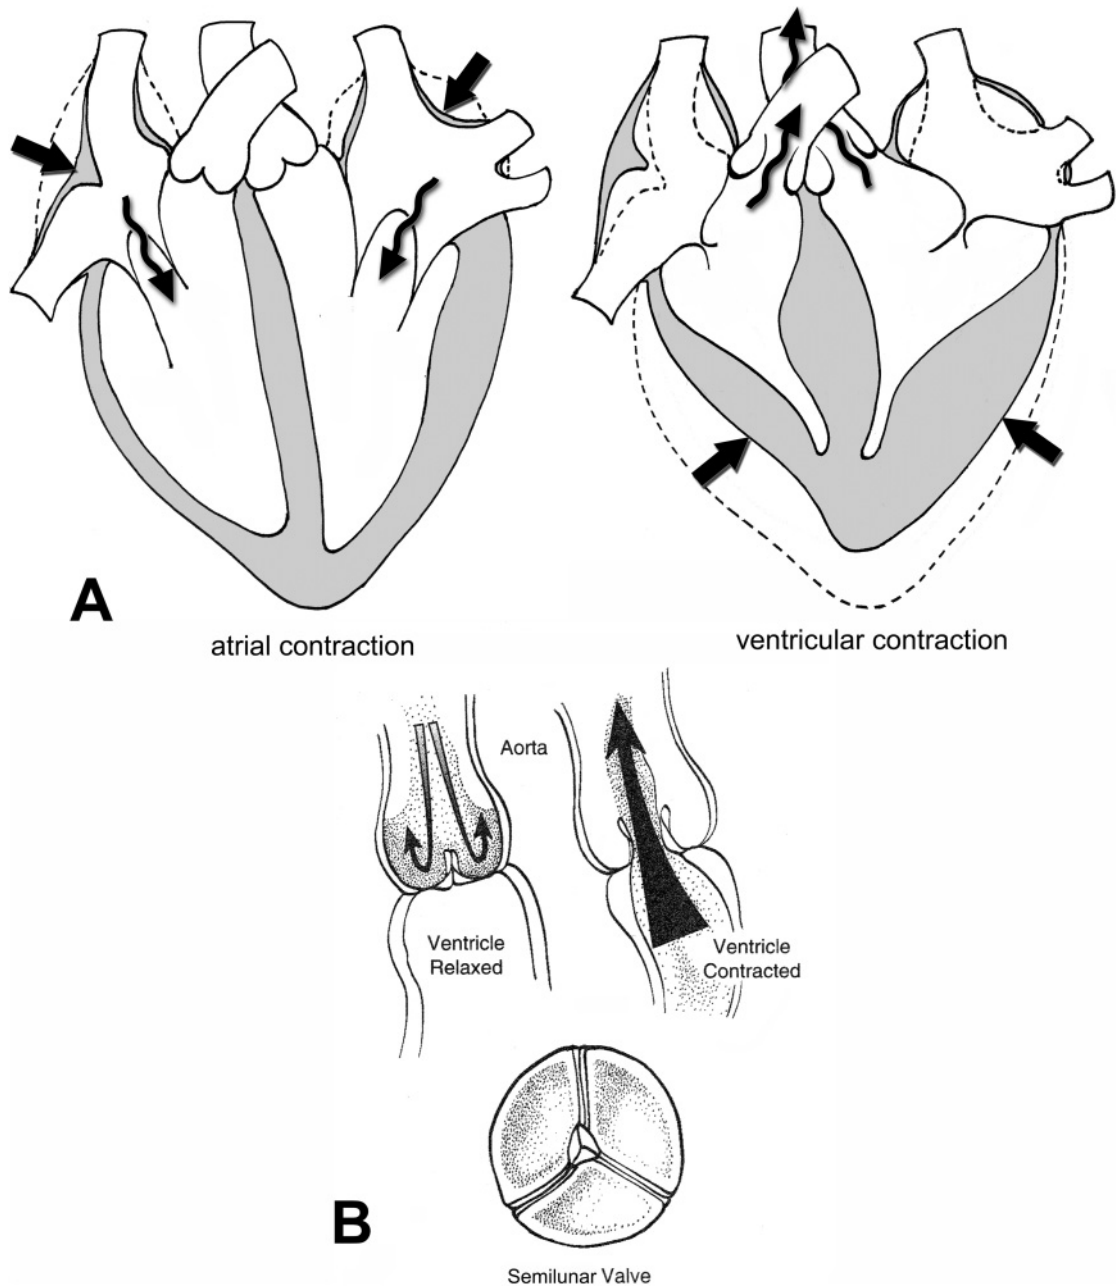 A
atrial contraction
ventricular contraction
Aorta
Ventricle
Relaxed
Ventricle
Contracted
B
Semilunar Valve